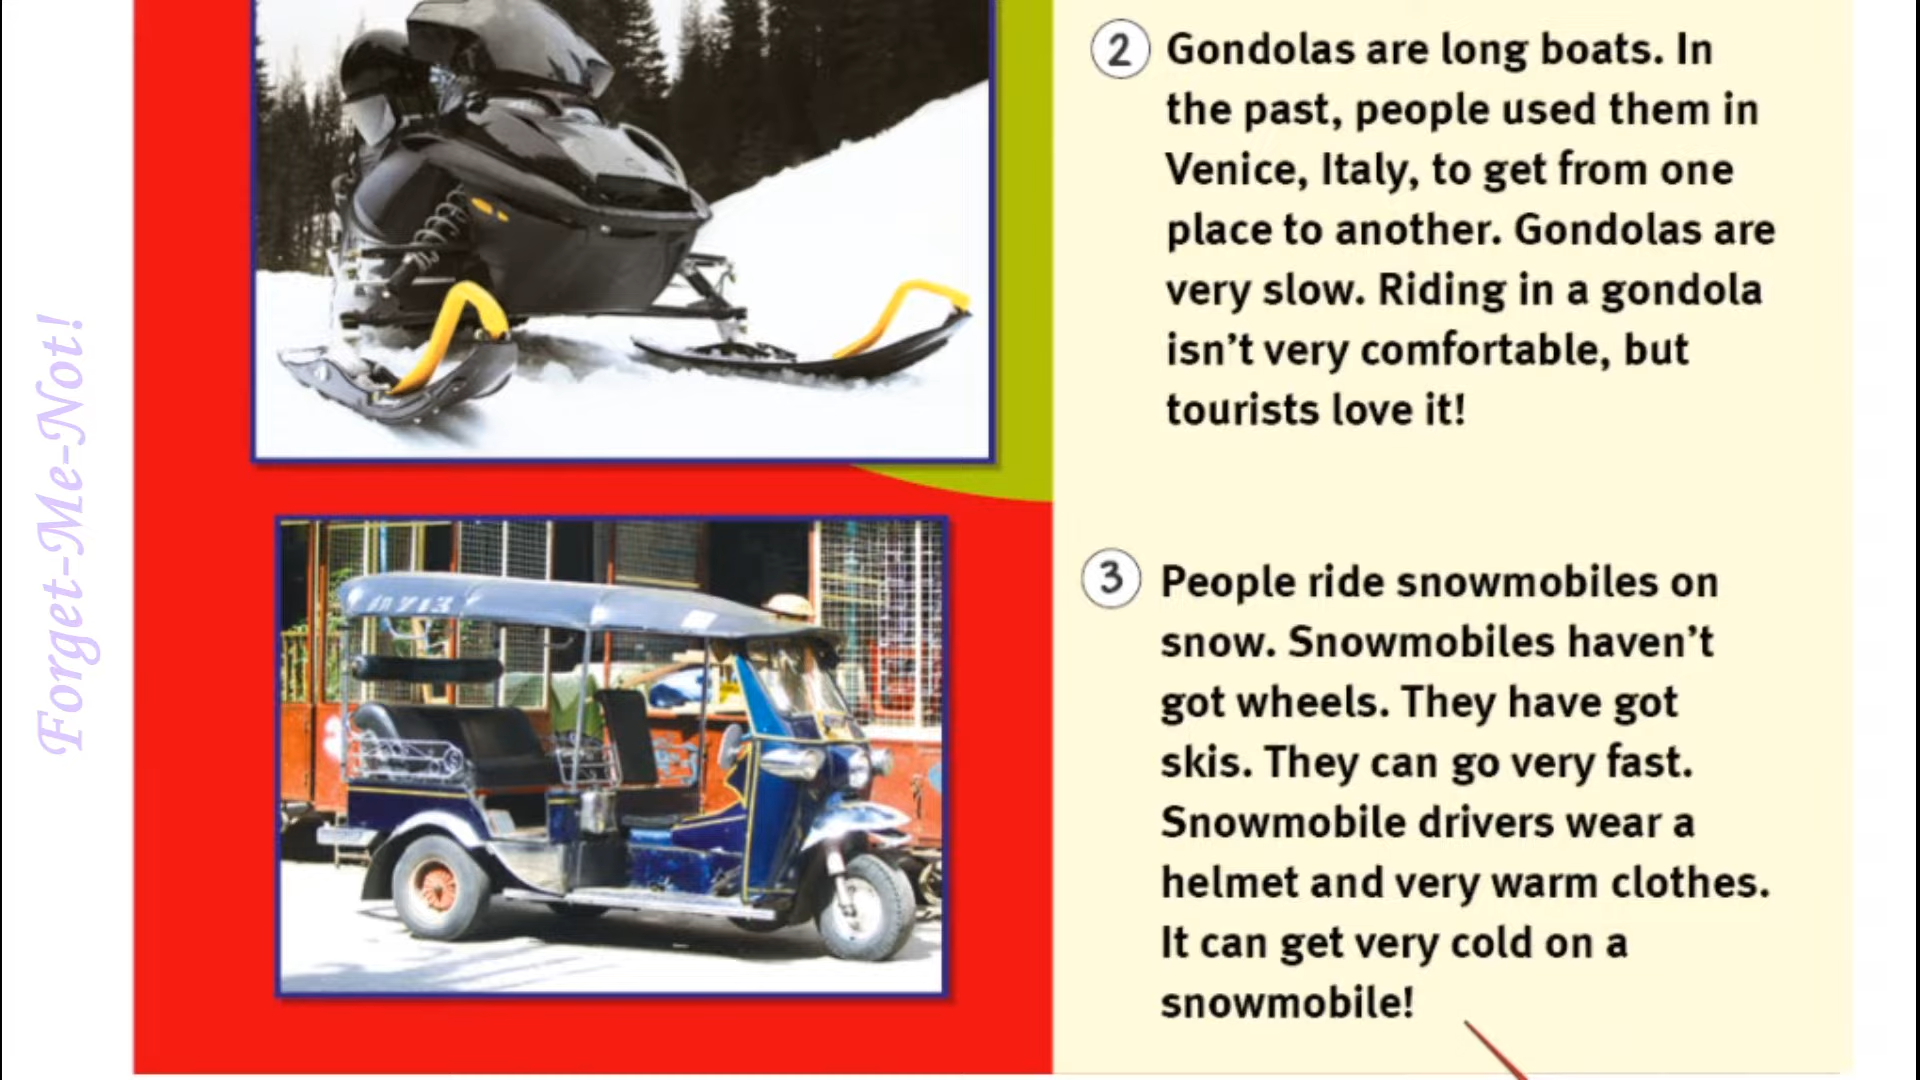 Forget-Me-Not!
2
Gondolas are long boats. In
the past, people used them in
Venice, Italy, to get from one
place to another. Gondolas are
very slow. Riding in a gondola
isn't very comfortable, but
tourists love it!
3
People ride snowmobiles on
snow. Snowmobiles haven't
got wheels. They have got
skis. They can go very fast.
Snowmobile drivers wear a
helmet and very warm clothes.
It can get very cold on a
snowmobile!